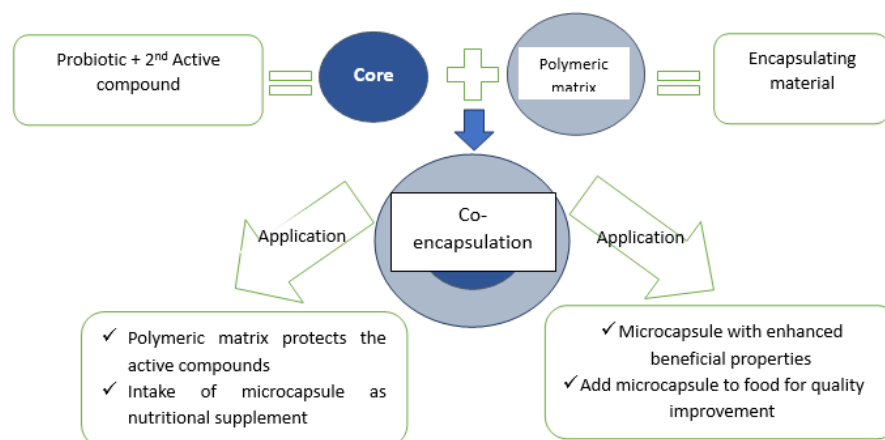 Probiotic + 2nd Active
compound
Core
Polymeric
matrix
Encapsulating
material
Co-
encapsulation
Application
Application
✓ Polymeric matrix protects the
active compounds
✓ Intake of microcapsule as
nutritional supplement
✓ Microcapsule with enhanced
beneficial properties
✓ Add microcapsule to food for quality
improvement